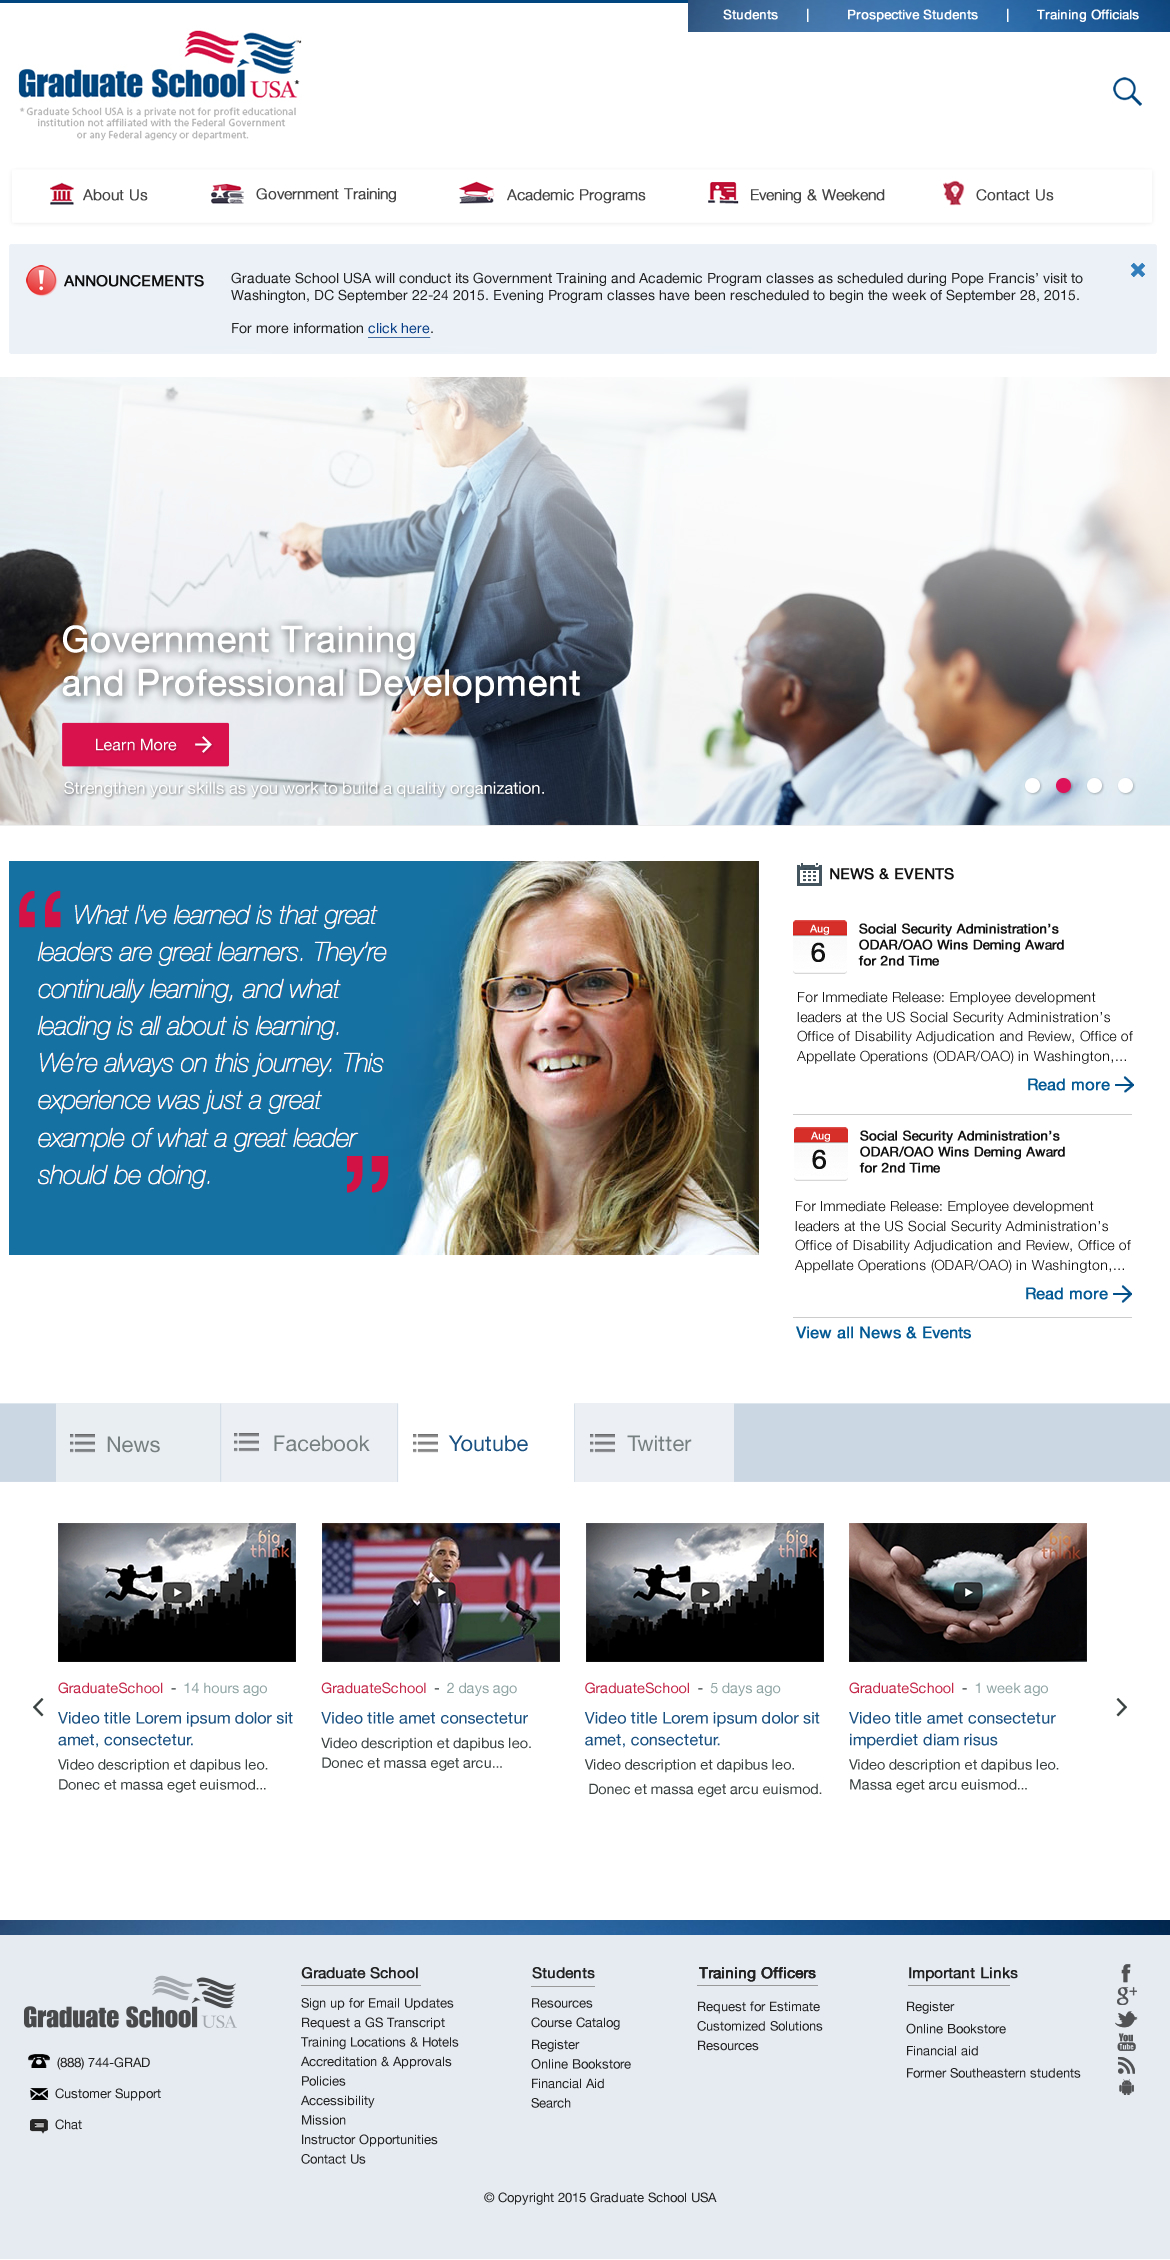 Students | Prospective Students | Training Officials
Graduate School USA*
* Graduate School USA is a private not for profit educational
institution not affiliated with the Federal Government
or any Federal agency or department.
About Us
Government Training
Academic Programs
Evening & Weekend
Contact Us
ANNOUNCEMENTS
Graduate School USA will conduct its Government Training and Academic Program classes as scheduled during Pope Francis' visit to
Washington, DC September 22-24 2015. Evening Program classes have been rescheduled to begin the week of September 28, 2015.
For more information click here.
Government Training
and Professional Development
Learn More
Strengthen your skills as you work to build a quality organization.
“ What I've learned is that great
leaders are great learners. They're
continually learning, and what
leading is all about is learning.
We're always on this journey. This
experience was just a great
example of what a great leader
should be doing. ”
NEWS & EVENTS
Aug
6
Social Security Administration's
ODAR/OAO Wins Deming Award
for 2nd Time
For Immediate Release: Employee development
leaders at the US Social Security Administration's
Office of Disability Adjudication and Review, Office of
Appellate Operations (ODAR/OAO) in Washington,...
Read more
Aug
6
Social Security Administration's
ODAR/OAO Wins Deming Award
for 2nd Time
For Immediate Release: Employee development
leaders at the US Social Security Administration's
Office of Disability Adjudication and Review, Office of
Appellate Operations (ODAR/OAO) in Washington,...
Read more
View all News & Events
News
Facebook
Youtube
Twitter
big
think
big
think
big
think
GraduateSchool - 14 hours ago
Video title Lorem ipsum dolor sit
amet, consectetur.
Video description et dapibus leo.
Donec et massa eget euismod...
GraduateSchool - 2 days ago
Video title amet consectetur
Video description et dapibus leo.
Donec et massa eget arcu...
GraduateSchool - 5 days ago
Video title Lorem ipsum dolor sit
amet, consectetur.
Video description et dapibus leo.
Donec et massa eget arcu euismod.
GraduateSchool - 1 week ago
Video title amet consectetur
imperdiet diam risus
Video description et dapibus leo.
Massa eget arcu euismod...
Graduate School USA
(888) 744-GRAD
Customer Support
Chat
Graduate School
Sign up for Email Updates
Request a GS Transcript
Training Locations & Hotels
Accreditation & Approvals
Policies
Accessibility
Mission
Instructor Opportunities
Contact Us
Students
Resources
Course Catalog
Register
Online Bookstore
Financial Aid
Search
Training Officers
Request for Estimate
Customized Solutions
Resources
Important Links
Register
Online Bookstore
Financial aid
Former Southeastern students
f
g+
You
Tube
© Copyright 2015 Graduate School USA